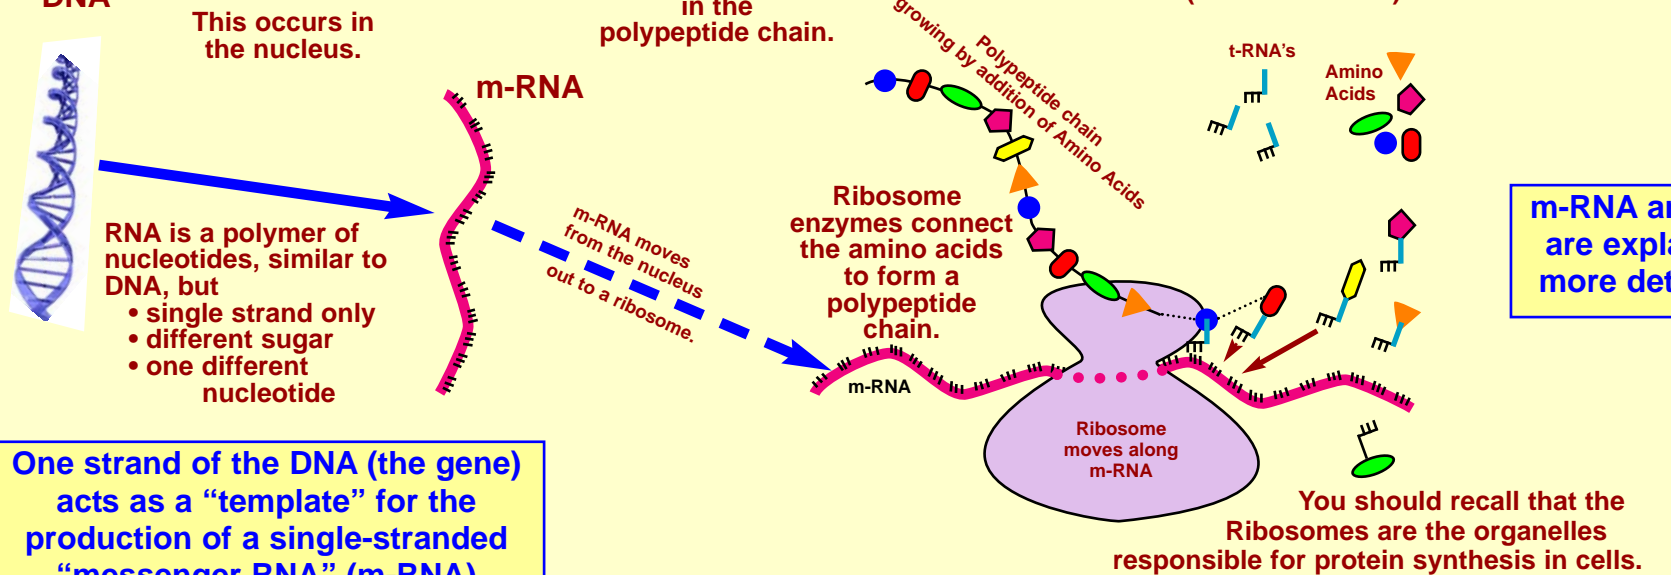 DNA
This occurs in
the nucleus.
in the
polypeptide chain.
m-RNA
RNA is a polymer of
nucleotides, similar to
DNA, but
• single strand only
• different sugar
• one different
nucleotide
m-RNA moves
from the nucleus
out to a ribosome.
Polypeptide chain
growing by addition of Amino Acids
Ribosome
enzymes connect
the amino acids
to form a
polypeptide
chain.
t-RNA’s
Amino
Acids
m-RNA
Ribosome
moves along
m-RNA
m-RNA
are
more
One strand of the DNA (the gene)
acts as a “template” for the
production of a single-stranded
“messenger RNA” (m-RNA)
You should recall that the
Ribosomes are the organelles
responsible for protein synthesis in cells.